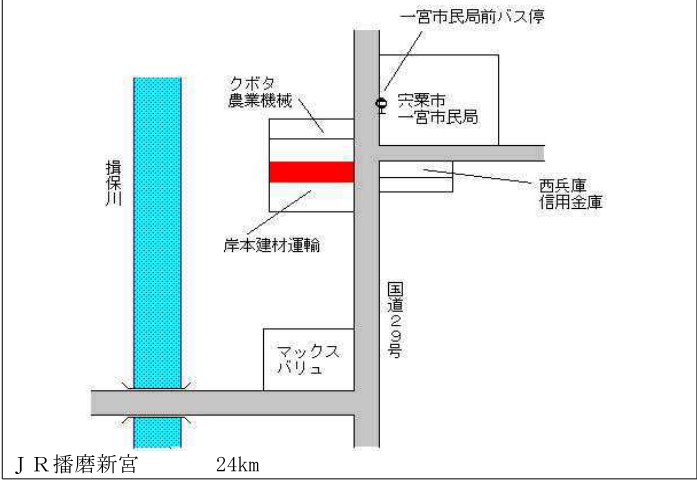 一宮市民局前バス停
クボタ
農業機械
宍粟市
一宮市民局
揖保川
西兵庫
信用金庫
岸本建材運輸
国道29号
マックス
バリュ
ＪＲ播磨新宮 24km